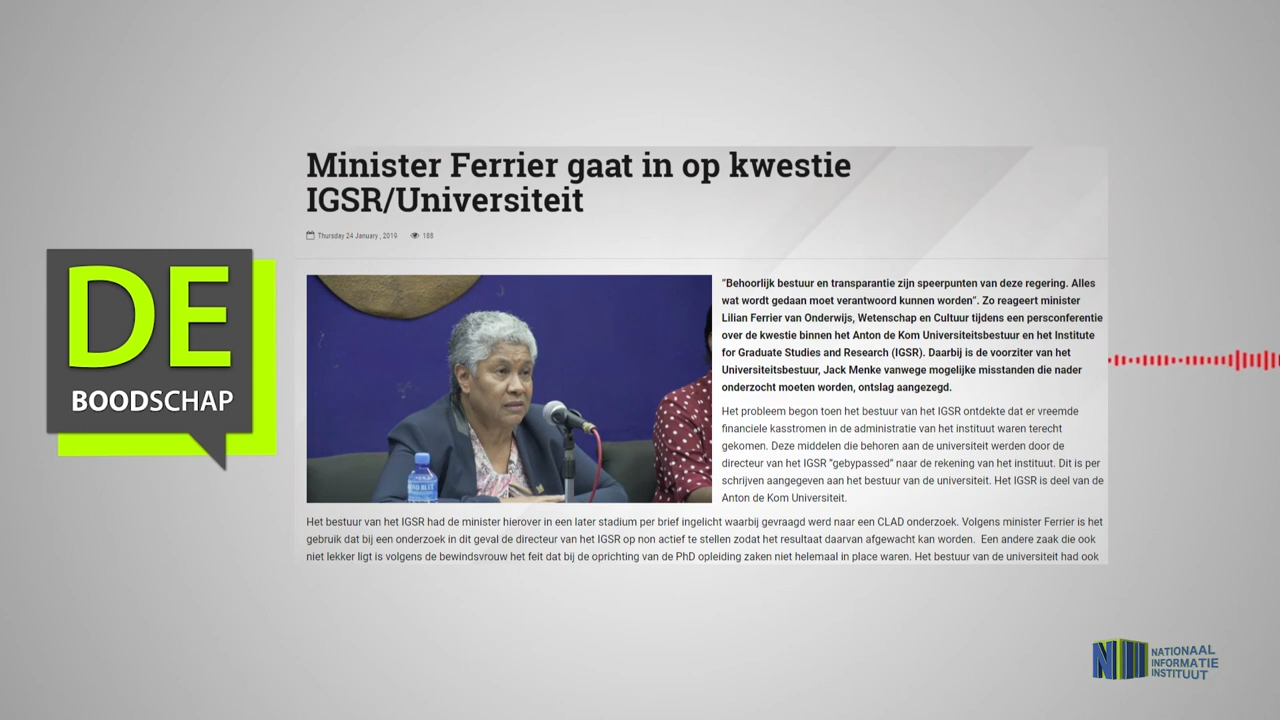 DE
BOODSCHAP
Minister Ferrier gaat in op kwestie
IGSR/Universiteit
Thursday 24 January , 2019 188
"Behoorlijk bestuur en transparantie zijn speerpunten van deze regering. Alles
wat wordt gedaan moet verantwoord kunnen worden". Zo reageert minister
Lilian Ferrier van Onderwijs, Wetenschap en Cultuur tijdens een persconferentie
over de kwestie binnen het Anton de Kom Universiteitsbestuur en het Institute
for Graduate Studies and Research (IGSR). Daarbij is de voorziter van het
Universiteitsbestuur, Jack Menke vanwege mogelijke misstanden die nader
onderzocht moeten worden, ontslag aangezegd.
Het probleem begon toen het bestuur van het IGSR ontdekte dat er vreemde
financiele kasstromen in de administratie van het instituut waren terecht
gekomen. Deze middelen die behoren aan de universiteit werden door de
directeur van het IGSR "gebypassed" naar de rekening van het instituut. Dit is per
schrijven aangegeven aan het bestuur van de universiteit. Het IGSR is deel van de
Anton de Kom Universiteit.
Het bestuur van het IGSR had de minister hierover in een later stadium per brief ingelicht waarbij gevraagd werd naar een CLAD onderzoek. Volgens minister Ferrier is het
gebruik dat bij een onderzoek in dit geval de directeur van het IGSR op non actief te stellen zodat het resultaat daarvan afgewacht kan worden. Een andere zaak die ook
niet lekker ligt is volgens de bewindsvrouw het feit dat bij de oprichting van de PhD opleiding zaken niet helemaal in place waren. Het bestuur van de universiteit had ook
NII
NATIONAAL
INFORMATIE
INSTITUUT